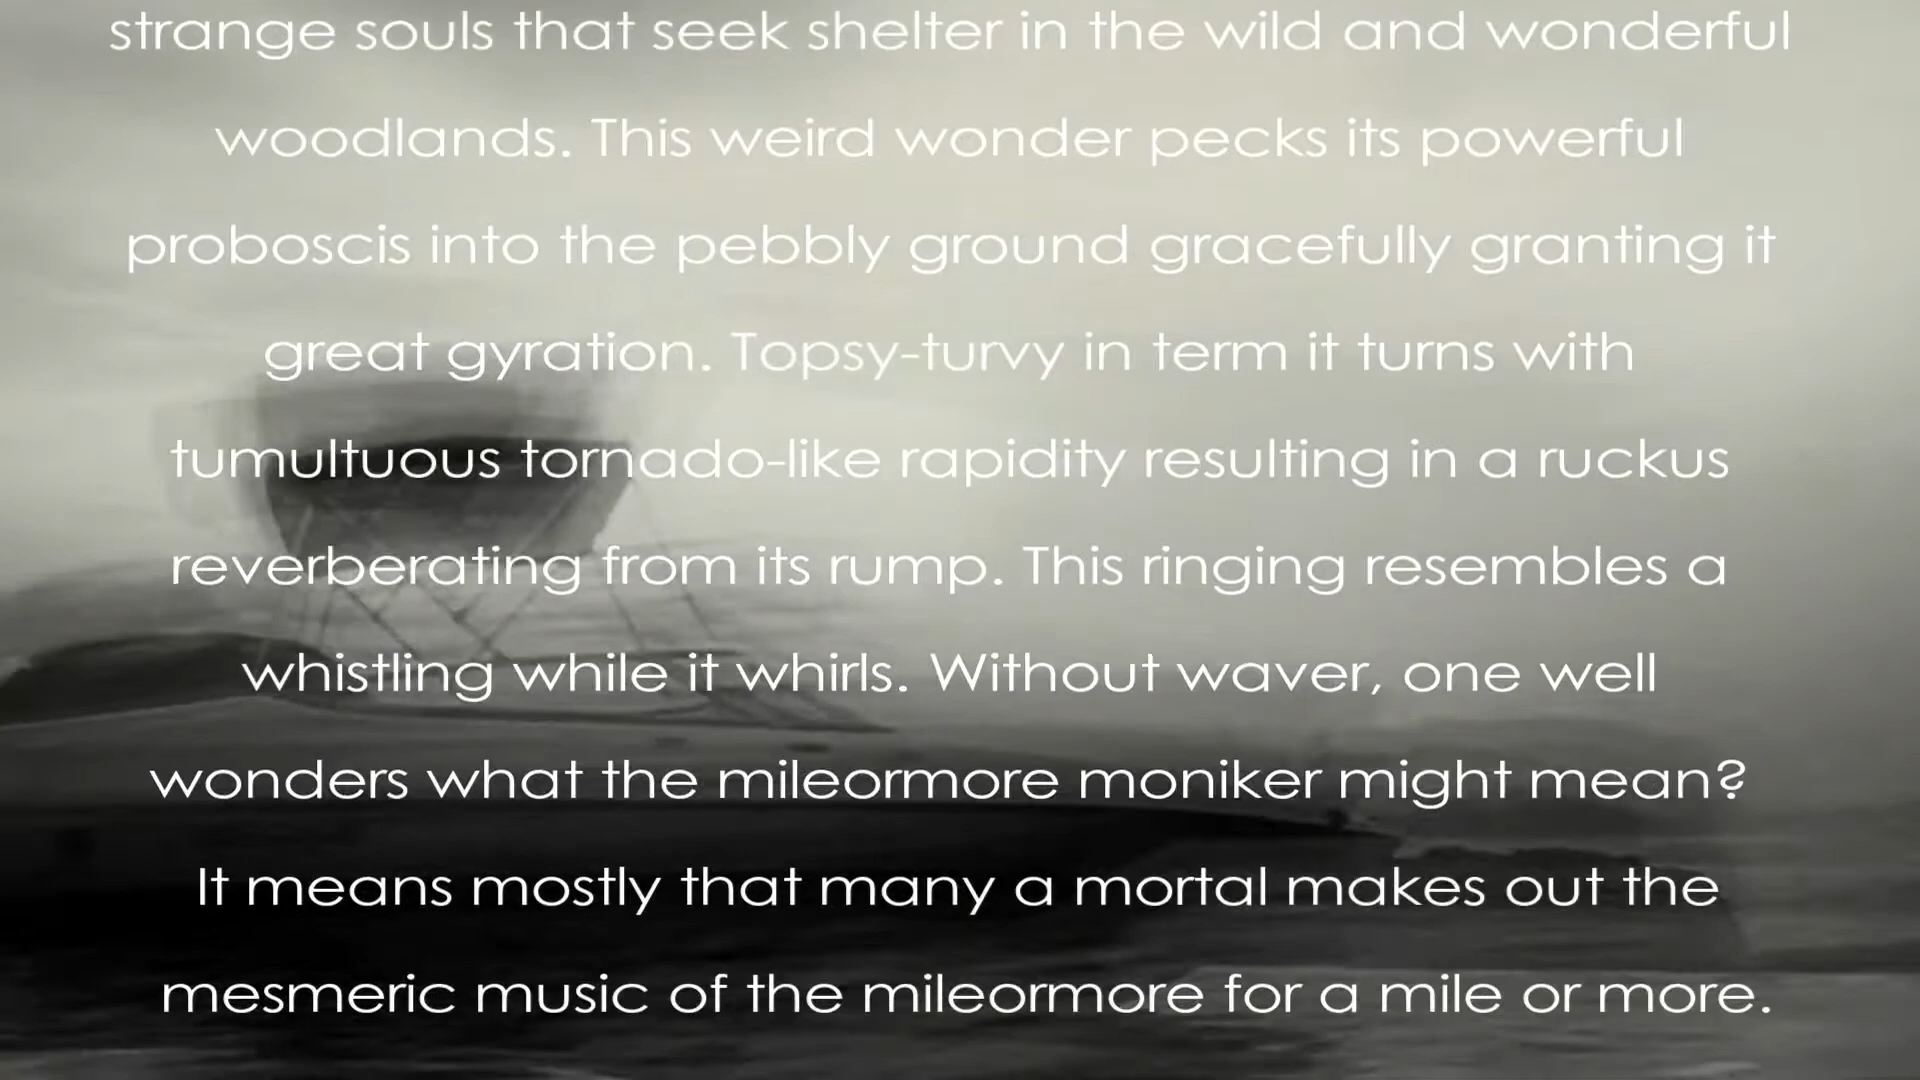 strange souls that seek shelter in the wild and wonderful
woodlands. This weird wonder pecks its powerful
proboscis into the pebbly ground gracefully granting it
great gyration. Topsy-turvy in term it turns with
tumultuous tornado-like rapidity resulting in a ruckus
reverberating from its rump. This ringing resembles a
whistling while it whirls. Without waver, one well
wonders what the mileormore moniker might mean?
It means mostly that many a mortal makes out the
mesmeric music of the mileormore for a mile or more.